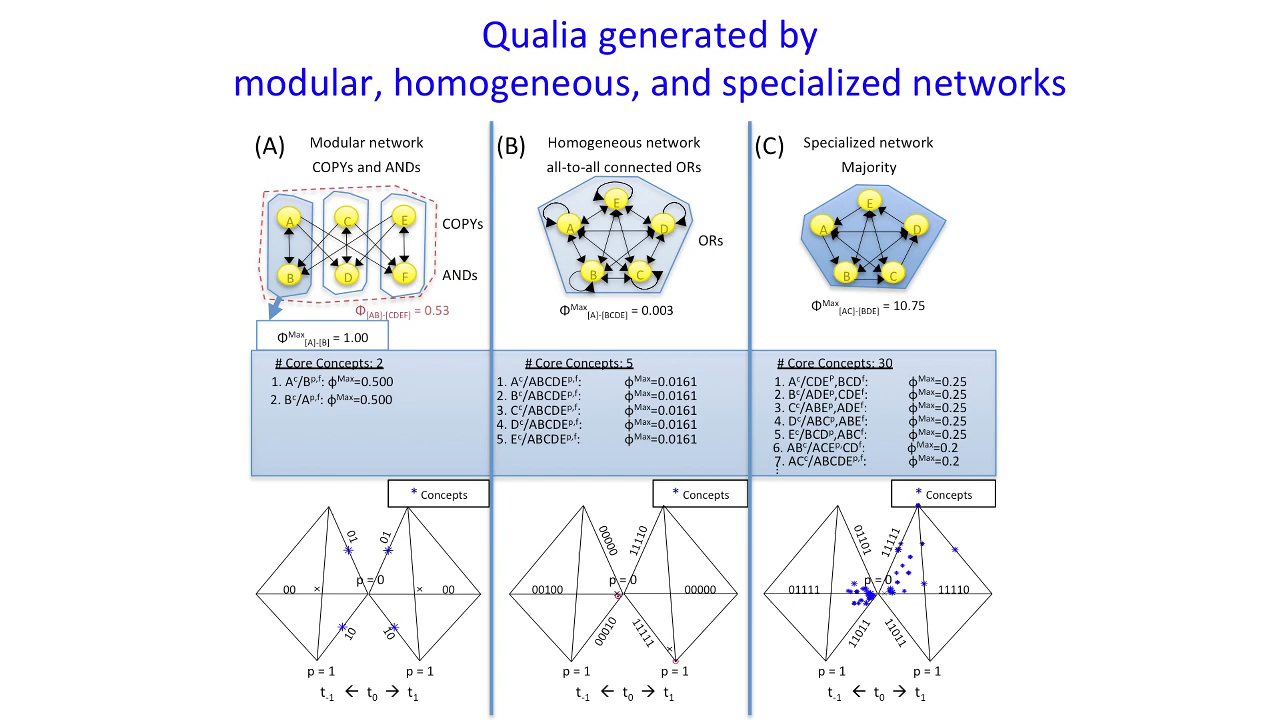 Qualia generated by
modular, homogeneous, and specialized networks
(A) Modular network
COPYs and ANDs
A C E COPYs
B D F ANDs
Φ[AB]-[CDEF] = 0.53
ΦMax[A]-[B] = 1.00
# Core Concepts: 2
1. Aᶜ/Bᵖ,ᶠ: ϕMax=0.500
2. Bᶜ/Aᵖ,ᶠ: ϕMax=0.500
* Concepts
01 01
p = 0
00 × × 00
10 10
p = 1 p = 1
t-1 ← t0 → t1
(B) Homogeneous network
all-to-all connected ORs
E
A D
ORs
B C
ΦMax[A]-[BCDE] = 0.003
# Core Concepts: 5
1. Aᶜ/ABCDEᵖ,ᶠ: ϕMax=0.0161
2. Bᶜ/ABCDEᵖ,ᶠ: ϕMax=0.0161
3. Cᶜ/ABCDEᵖ,ᶠ: ϕMax=0.0161
4. Dᶜ/ABCDEᵖ,ᶠ: ϕMax=0.0161
5. Eᶜ/ABCDEᵖ,ᶠ: ϕMax=0.0161
* Concepts
00000 11110
p = 0
00100 00000
00010 11111
p = 1 p = 1
t-1 ← t0 → t1
(C) Specialized network
Majority
E
A D
B C
ΦMax[AC]-[BDE] = 10.75
# Core Concepts: 30
1. Aᶜ/CDEᵖ,BCDᶠ: ϕMax=0.25
2. Bᶜ/ADEᵖ,CDEᶠ: ϕMax=0.25
3. Cᶜ/ABEᵖ,ADEᶠ: ϕMax=0.25
4. Dᶜ/ABCᵖ,ABEᶠ: ϕMax=0.25
5. Eᶜ/BCDᵖ,ABCᶠ: ϕMax=0.25
6. ABᶜ/ACEᵖ,CDᶠ: ϕMax=0.2
7. ACᶜ/ABCDEᵖ,ᶠ: ϕMax=0.2
⋮
* Concepts
01101 11111
p = 0
01111 11110
11011 11011
p = 1 p = 1
t-1 ← t0 → t1